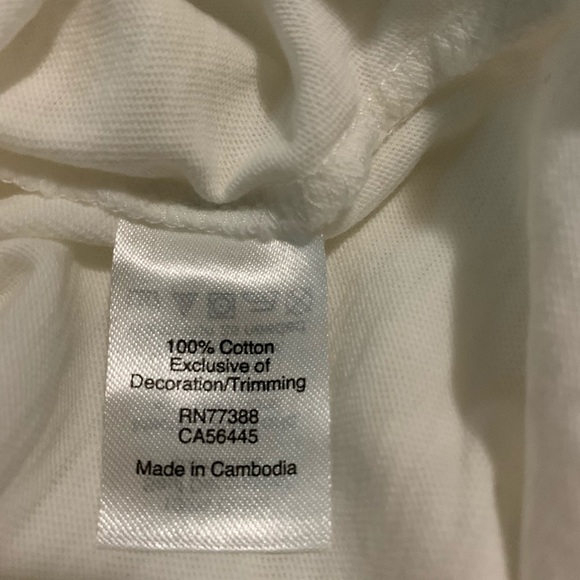 100% Cotton
Exclusive of
Decoration/Trimming
RN77388
CA56445
Made in Cambodia